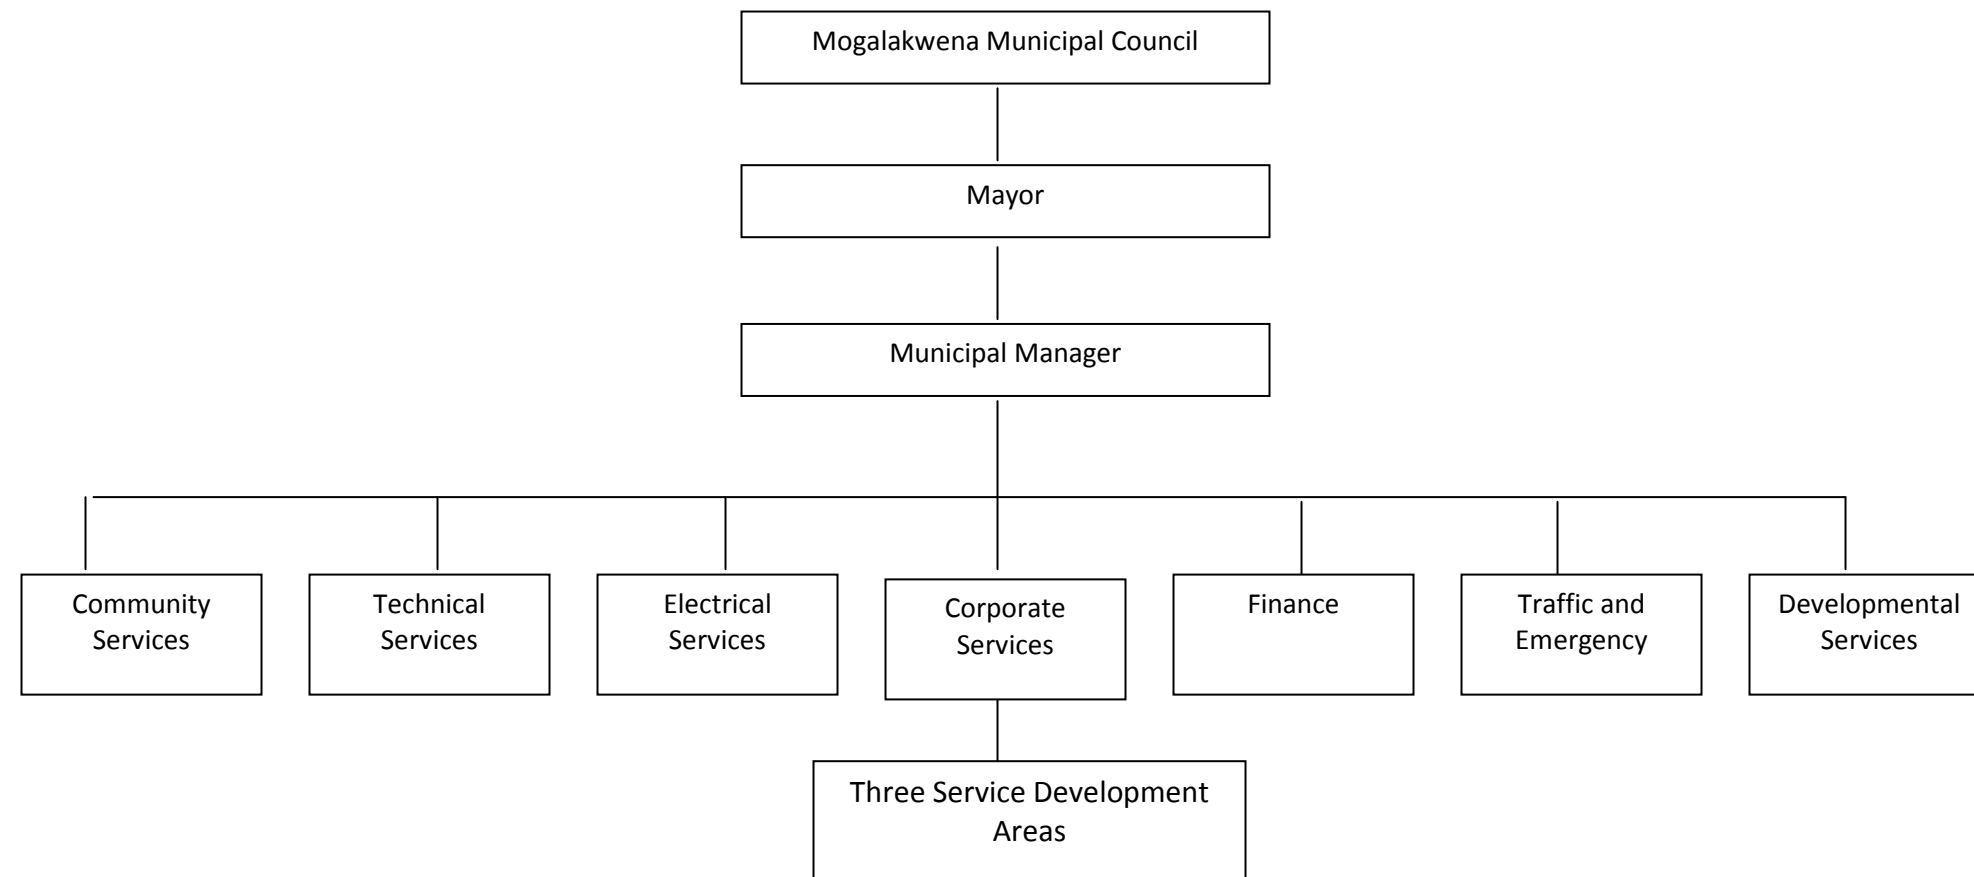 Mogalakwena Municipal Council
Mayor
Municipal Manager
Community
Services
Technical
Services
Electrical
Services
Corporate
Services
Finance
Traffic and
Emergency
Developmental
Services
Three Service Development
Areas